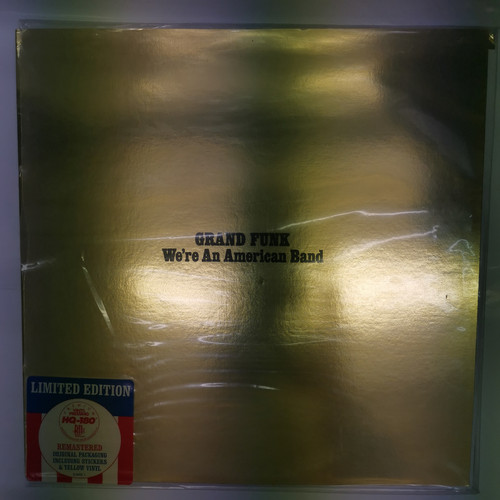 GRAND FUNK
We're An American Band
LIMITED EDITION
HQ-180
REMASTERED
ORIGINAL PACKAGING
INCLUDING STICKERS
& YELLOW VINYL